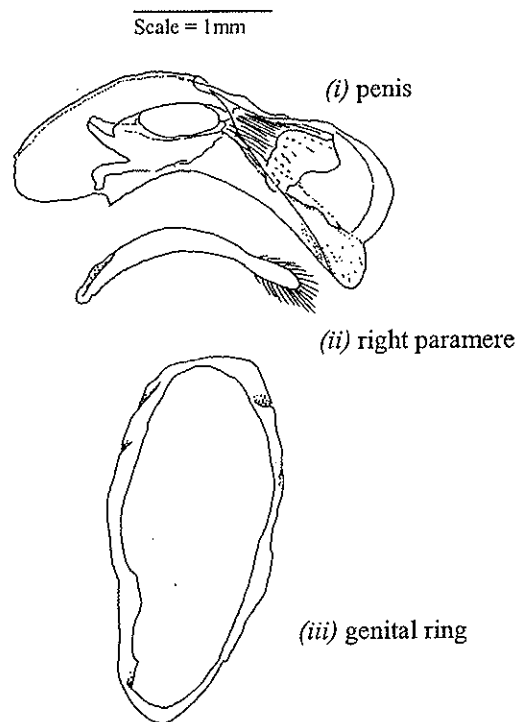 Scale = 1mm
(i) penis
(ii) right paramere
(iii) genital ring